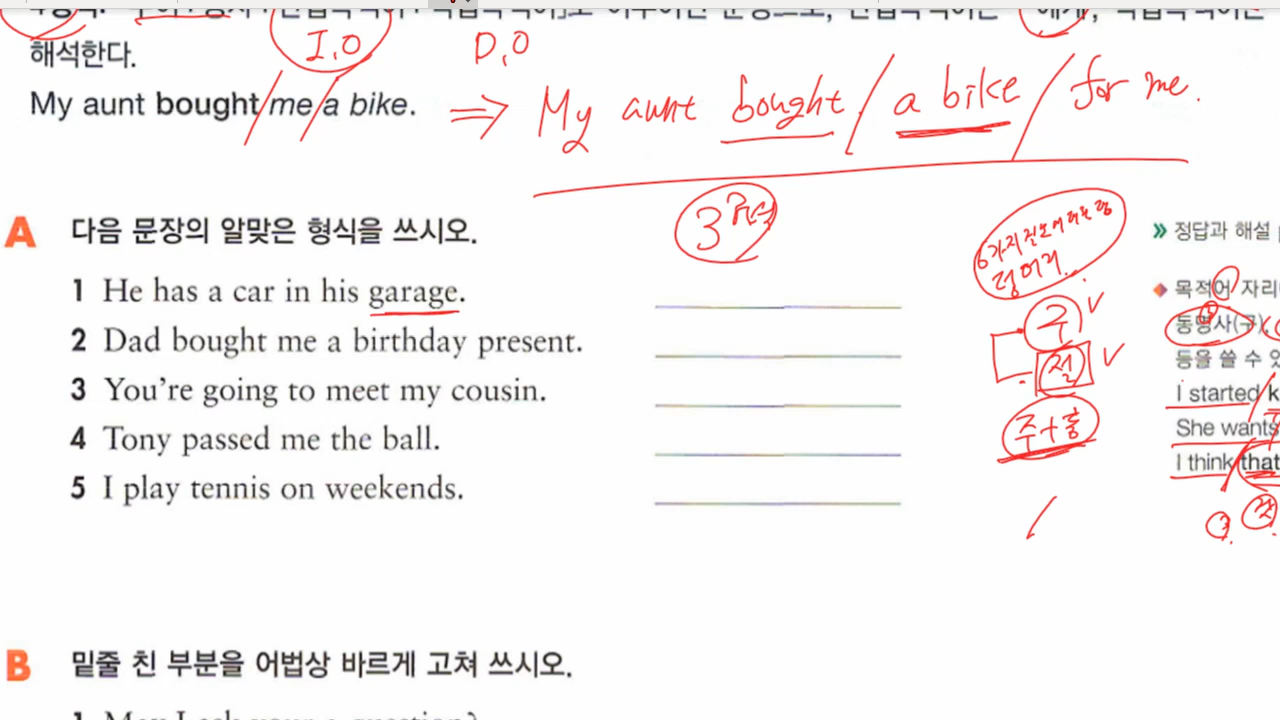 I.O D.O
해석한다.
My aunt bought me a bike. ⇒ My aunt bought / a bike / for me.
3형식
A 다음 문장의 알맞은 형식을 쓰시오.
1 He has a car in his garage.
2 Dad bought me a birthday present.
3 You're going to meet my cousin.
4 Tony passed me the ball.
5 I play tennis on weekends.
주
절
주+동
» 정답과 해설
목적어 자리
동명사(구),
등을 쓸 수 있
I started
She wants
I think that
B 밑줄 친 부분을 어법상 바르게 고쳐 쓰시오.